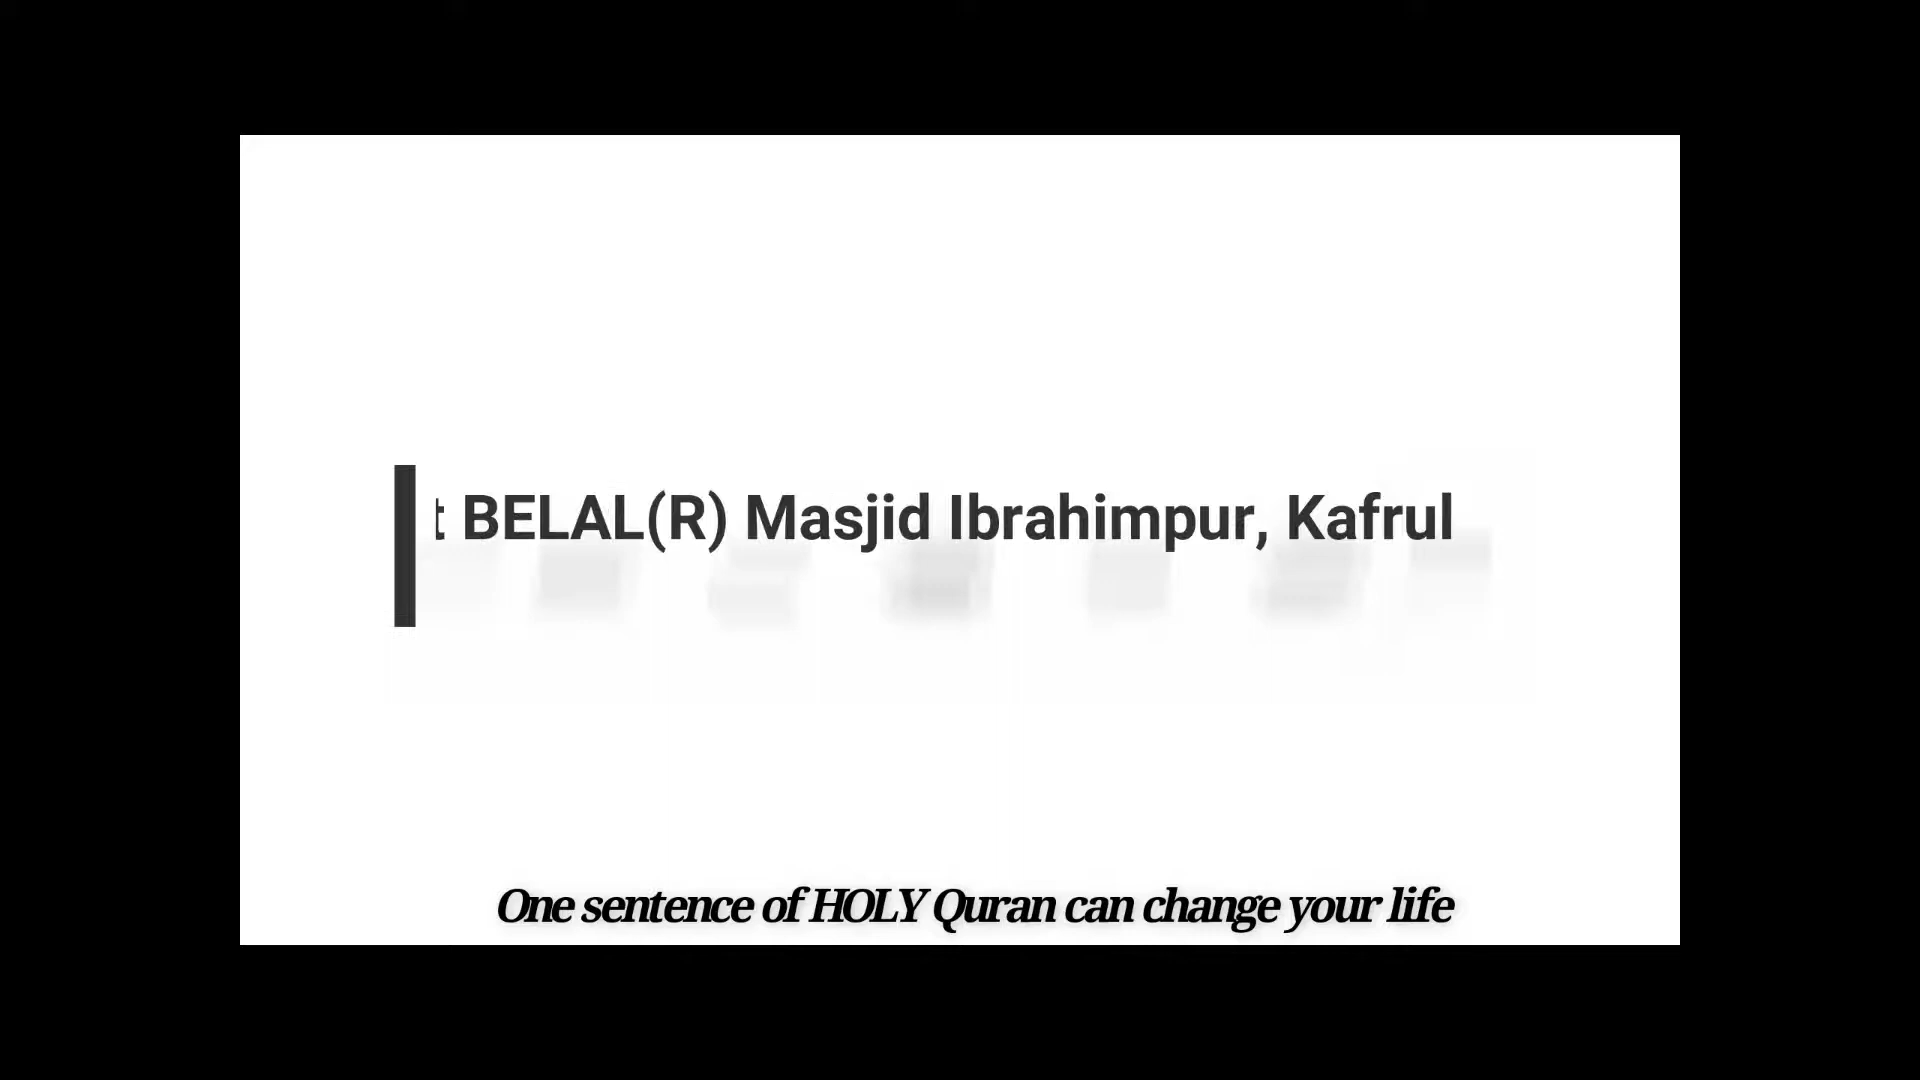 t BELAL(R) Masjid Ibrahimpur, Kafrul
One sentence of HOLY Quran can change your life